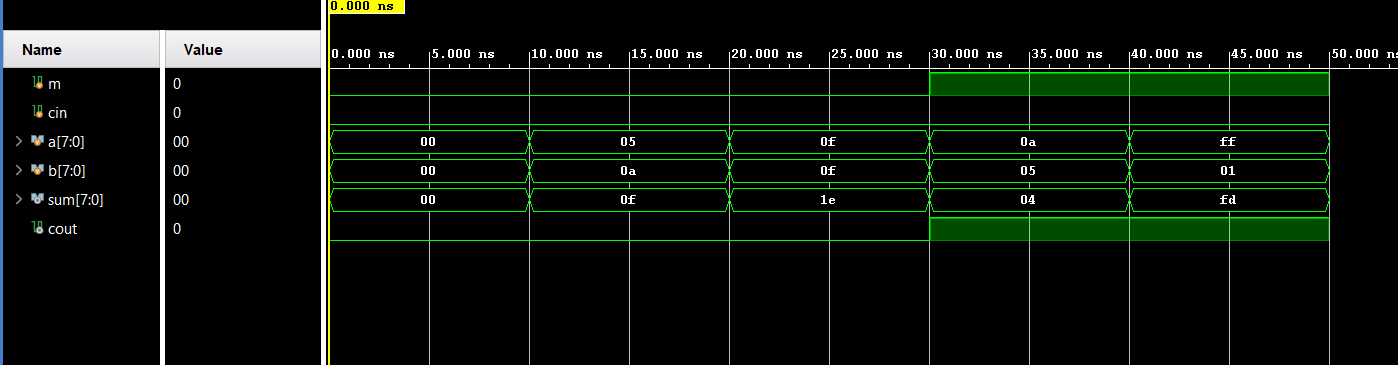 0.000 ns
Name Value
0.000 ns 5.000 ns 10.000 ns 15.000 ns 20.000 ns 25.000 ns 30.000 ns 35.000 ns 40.000 ns 45.000 ns 50.000 ns
m 0
cin 0
a[7:0] 00 00 05 0f 0a ff
b[7:0] 00 00 0a 0f 05 01
sum[7:0] 00 00 0f 1e 04 fd
cout 0